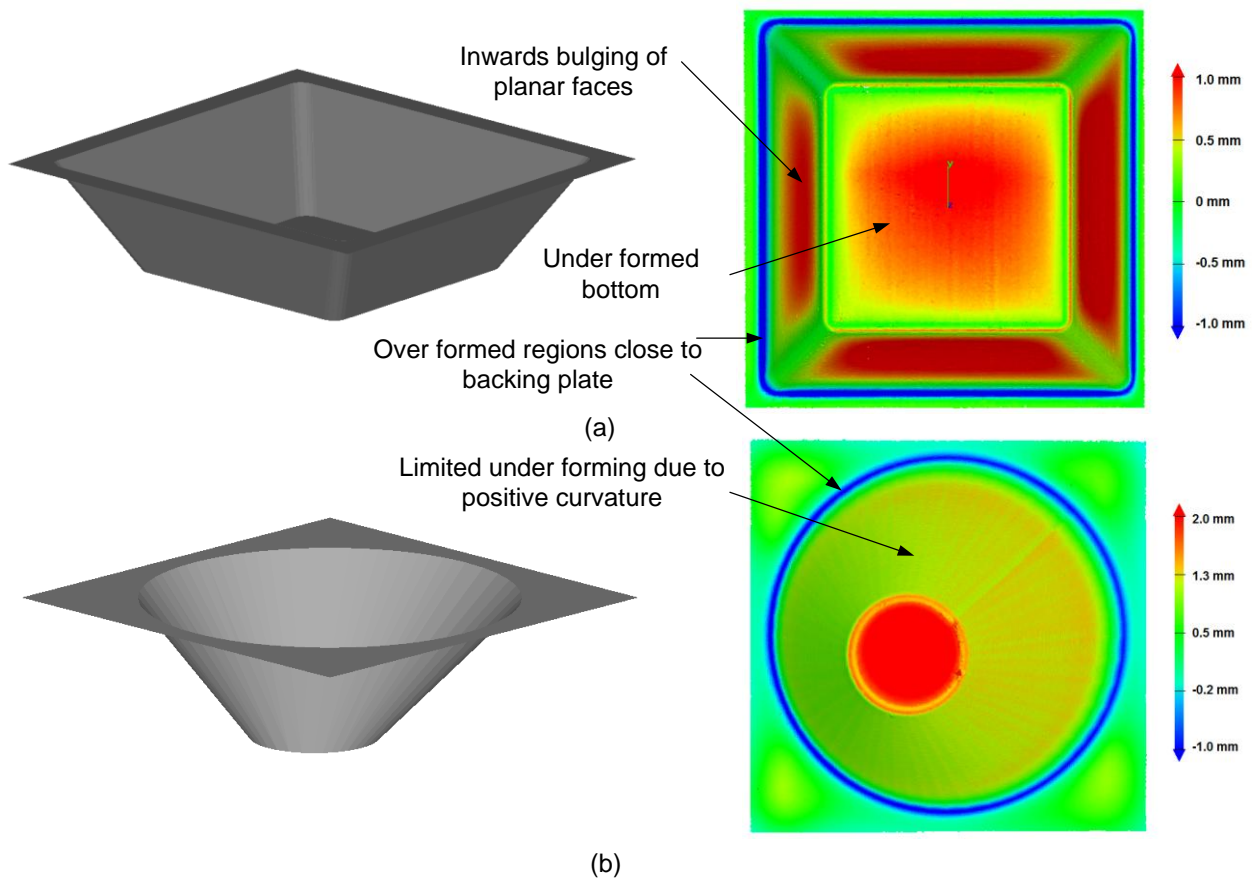 Inwards bulging of
planar faces
1.0 mm
0.5 mm
0 mm
-0.5 mm
-1.0 mm
y
Under formed
bottom
Over formed regions close to
backing plate
(a)
Limited under forming due to
positive curvature
2.0 mm
1.3 mm
0.5 mm
-0.2 mm
-1.0 mm
(b)